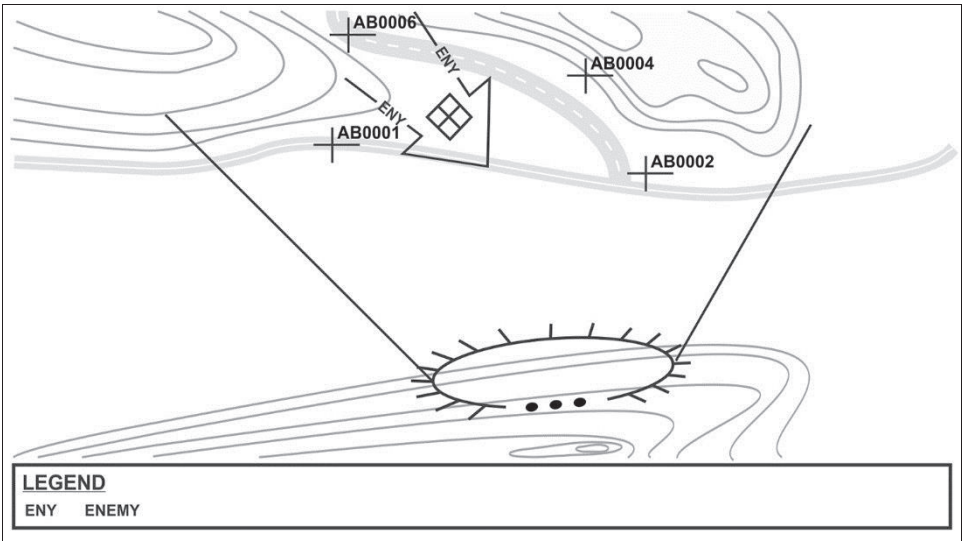 AB0006
ENY
AB0004
ENY
AB0001
AB0002
LEGEND
ENY ENEMY